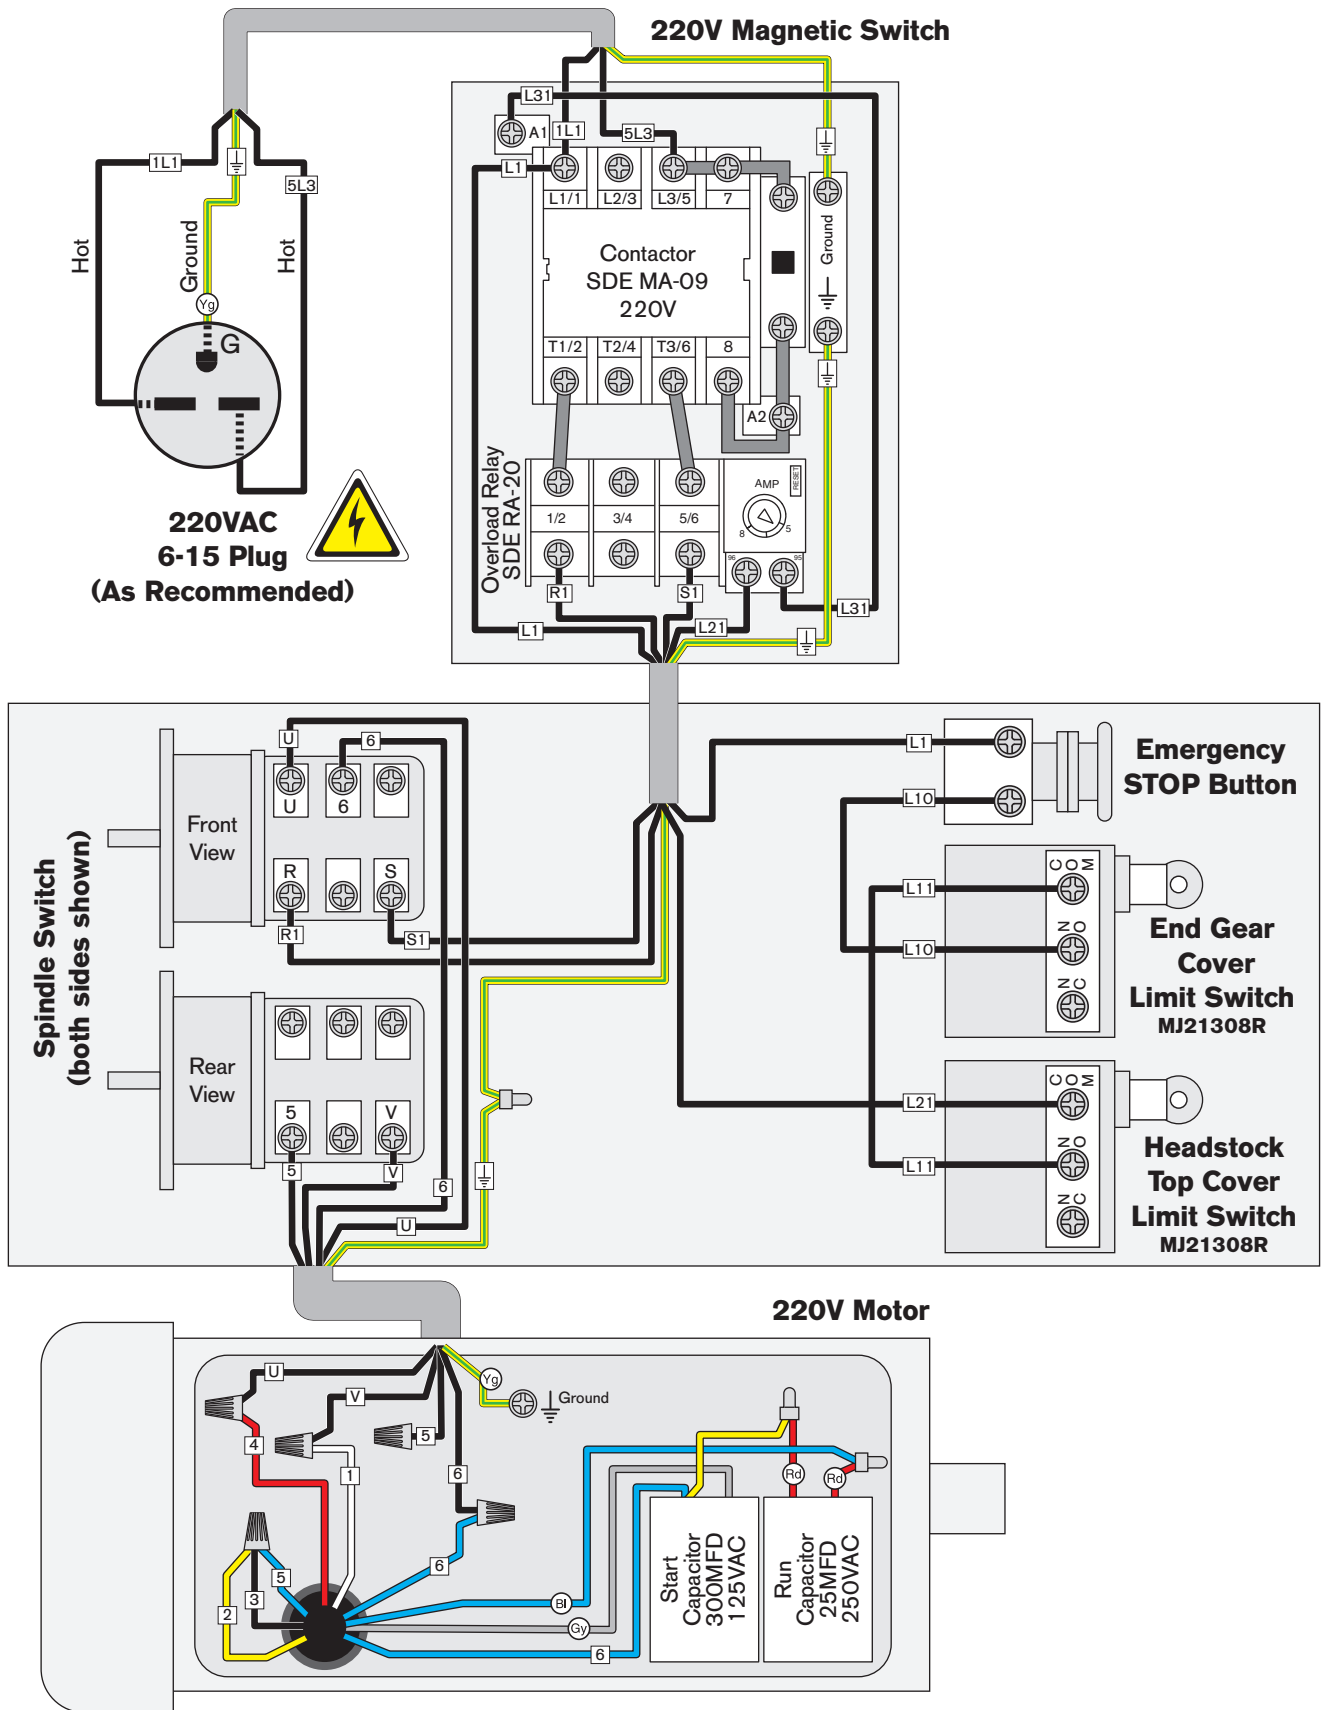 220V Magnetic Switch
L31
A1
1L1
5L3
L1
L1/1
L2/3
L3/5
7
Contactor
SDE MA-09
220V
Ground
T1/2
T2/4
T3/6
8
A2
1L1
5L3
Hot
Ground
Hot
Yg
G
220VAC
6-15 Plug
(As Recommended)
Overload Relay
SDE RA-20
AMP
RESET
8
5
1/2
3/4
5/6
96
95
R1
S1
L1
L21
L31
Spindle Switch
(both sides shown)
U
6
U
6
Front
View
R
S
R1
S1
Rear
View
5
V
5
V
6
U
L1
L10
Emergency
STOP Button
L11
L10
COM
NO
NC
End Gear
Cover
Limit Switch
MJ21308R
L21
L11
COM
NO
NC
Headstock
Top Cover
Limit Switch
MJ21308R
220V Motor
U
V
Yg
Ground
5
4
1
6
Rd
Rd
6
5
3
2
Bl
Gy
6
Start
Capacitor
300MFD
125VAC
Run
Capacitor
25MFD
250VAC